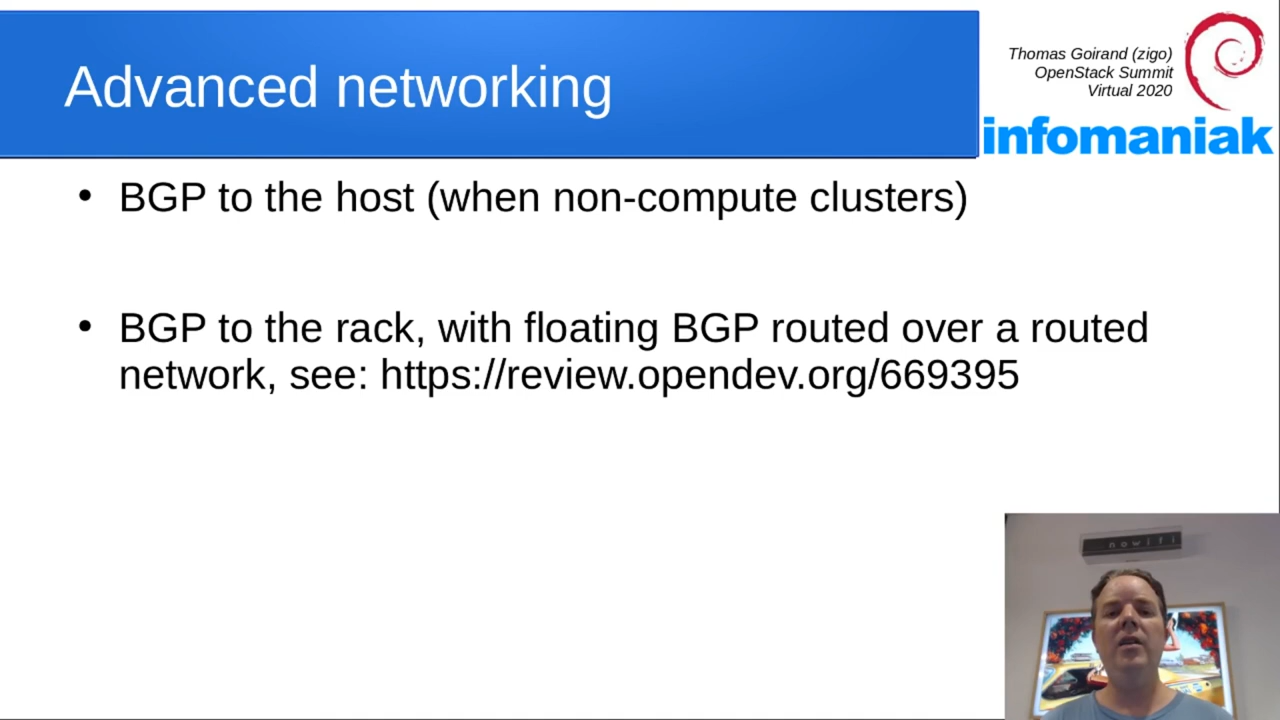 Advanced networking
Thomas Goirand (zigo)
OpenStack Summit
Virtual 2020
infomaniak
• BGP to the host (when non-compute clusters)
• BGP to the rack, with floating BGP routed over a routed
network, see: https://review.opendev.org/669395
nowifi